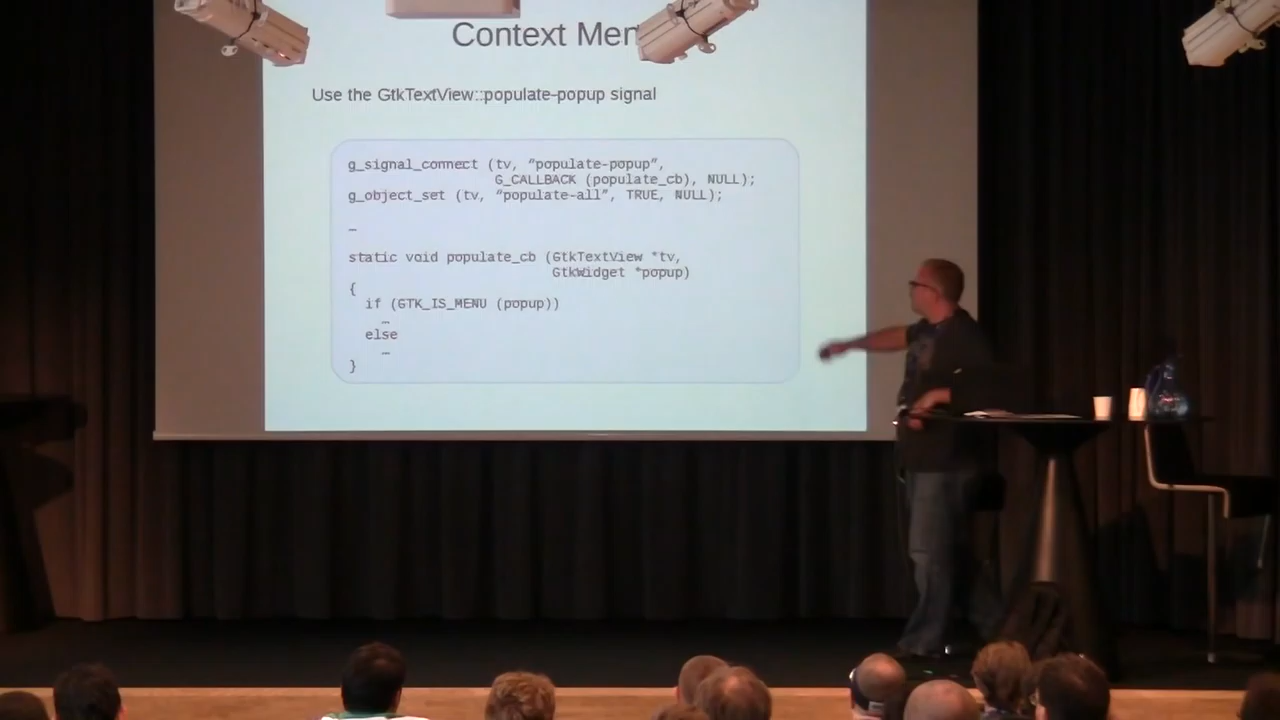 Context Men
Use the GtkTextView::populate-popup signal
g_signal_connect (tv, “populate-popup”,
G_CALLBACK (populate_cb), NULL);
g_object_set (tv, “populate-all”, TRUE, NULL);
…
static void populate_cb (GtkTextView *tv,
GtkWidget *popup)
{
if (GTK_IS_MENU (popup))
…
else
…
}